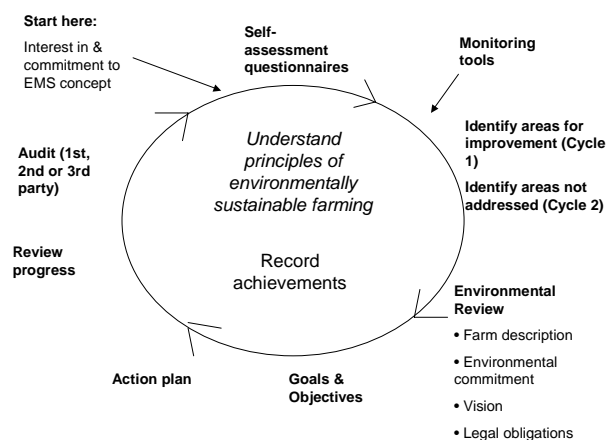 Start here:
Interest in &
commitment to
EMS concept
Self-
assessment
questionnaires
Monitoring
tools
Identify areas for
improvement (Cycle
1)
Identify areas not
addressed (Cycle 2)
Environmental
Review
• Farm description
• Environmental
commitment
• Vision
• Legal obligations
Goals &
Objectives
Action plan
Review
progress
Audit (1st,
2nd or 3rd
party)
Understand
principles of
environmentally
sustainable farming
Record
achievements